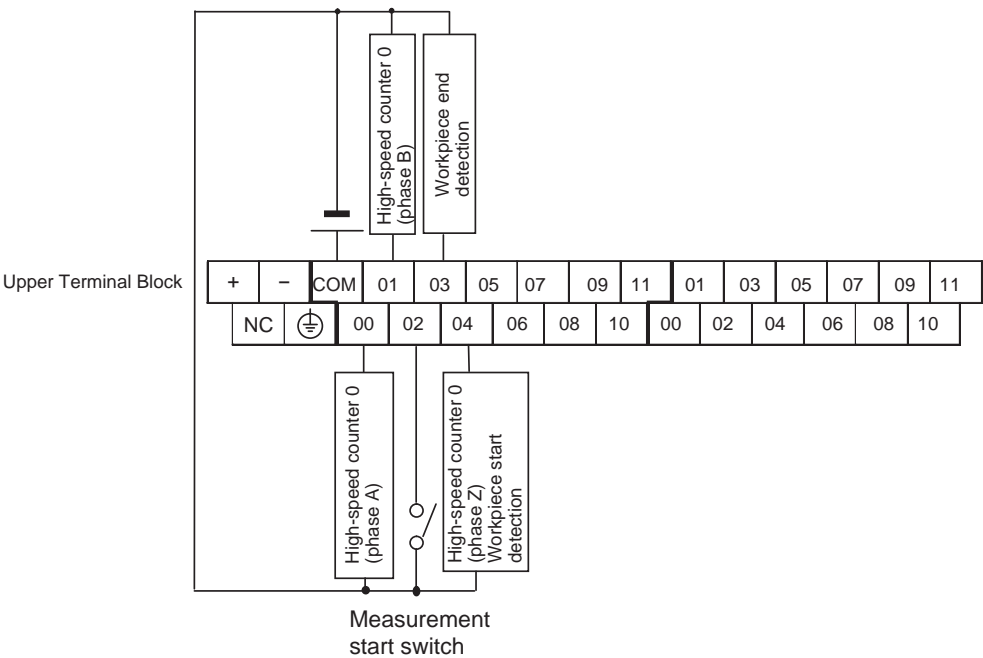 High-speed counter 0
(phase B)
Workpiece end
detection
Upper Terminal Block
+ − COM 01 03 05 07 09 11 01 03 05 07 09 11
NC 00 02 04 06 08 10 00 02 04 06 08 10
High-speed counter 0
(phase A)
High-speed counter 0
(phase Z)
Workpiece start
detection
Measurement
start switch